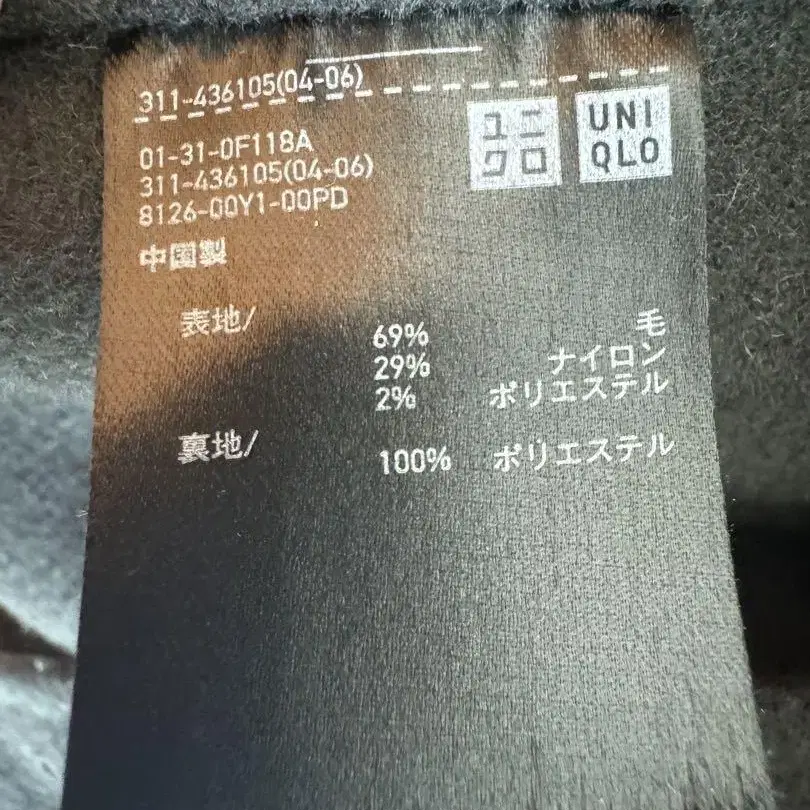 311-436105(04-06)
ユニ
クロ
UNI
QLO
01-31-0F118A
311-436105(04-06)
8126-00Y1-00PD
中国製
表地/
69% 毛
29% ナイロン
2% ポリエステル
裏地/
100% ポリエステル